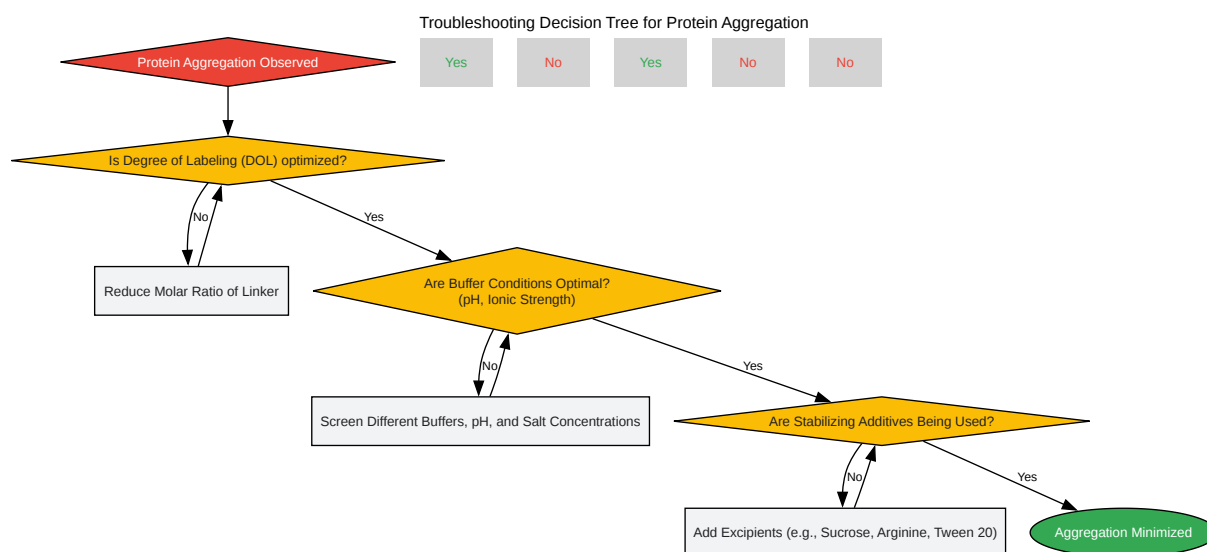 Troubleshooting Decision Tree for Protein Aggregation
Protein Aggregation Observed
Yes
No
Yes
No
No
Is Degree of Labeling (DOL) optimized?
No
Yes
Reduce Molar Ratio of Linker
Are Buffer Conditions Optimal?
(pH, Ionic Strength)
No
Yes
Screen Different Buffers, pH, and Salt Concentrations
Are Stabilizing Additives Being Used?
No
Yes
Add Excipients (e.g., Sucrose, Arginine, Tween 20)
Aggregation Minimized